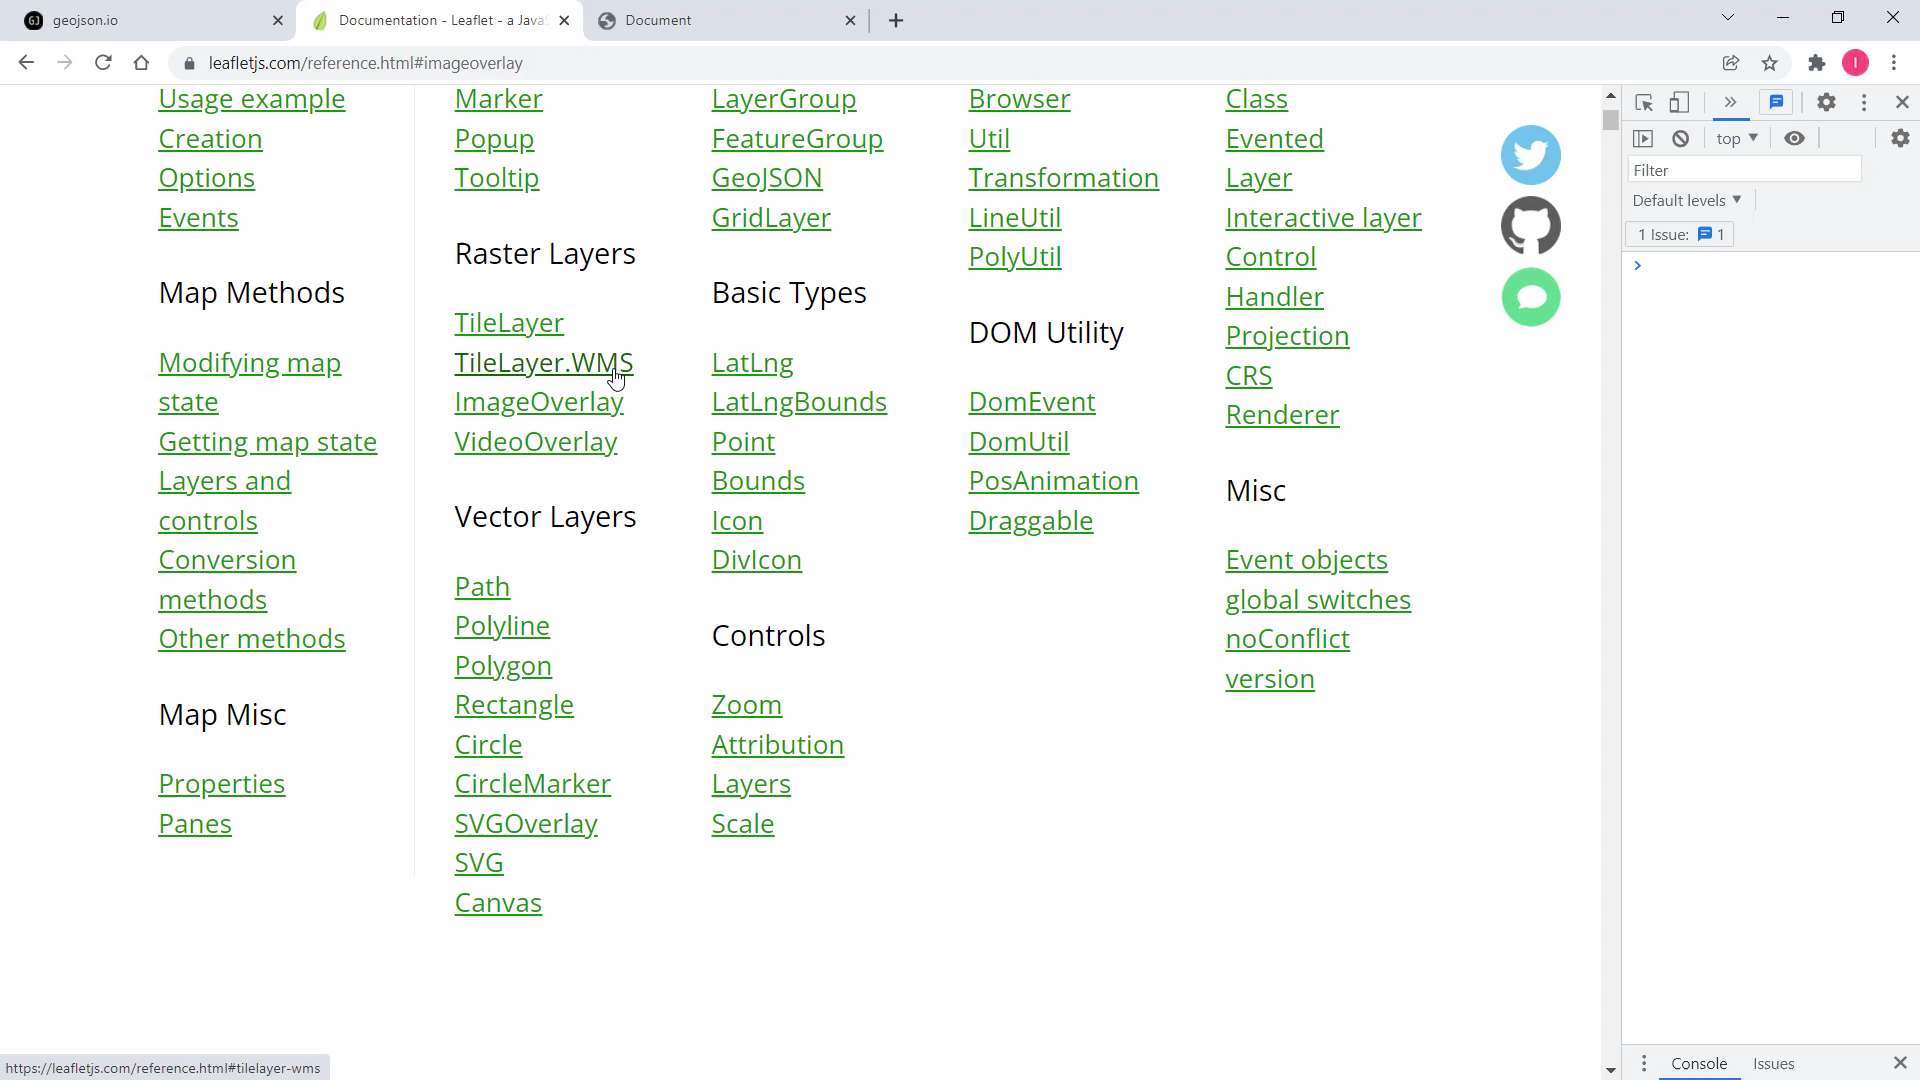 geojson.io
Documentation - Leaflet - a Java
Document
leafletjs.com/reference.html#imageoverlay
Usage example
Creation
Options
Events
Map Methods
Modifying map
state
Getting map state
Layers and
controls
Conversion
methods
Other methods
Map Misc
Properties
Panes
Marker
Popup
Tooltip
Raster Layers
TileLayer
TileLayer.WMS
ImageOverlay
VideoOverlay
Vector Layers
Path
Polyline
Polygon
Rectangle
Circle
CircleMarker
SVGOverlay
SVG
Canvas
LayerGroup
FeatureGroup
GeoJSON
GridLayer
Basic Types
LatLng
LatLngBounds
Point
Bounds
Icon
DivIcon
Controls
Zoom
Attribution
Layers
Scale
Browser
Util
Transformation
LineUtil
PolyUtil
DOM Utility
DomEvent
DomUtil
PosAnimation
Draggable
Class
Evented
Layer
Interactive layer
Control
Handler
Projection
CRS
Renderer
Misc
Event objects
global switches
noConflict
version
top
Filter
Default levels
1 Issue: 1
Console Issues
https://leafletjs.com/reference.html#tilelayer-wms
GJ
I